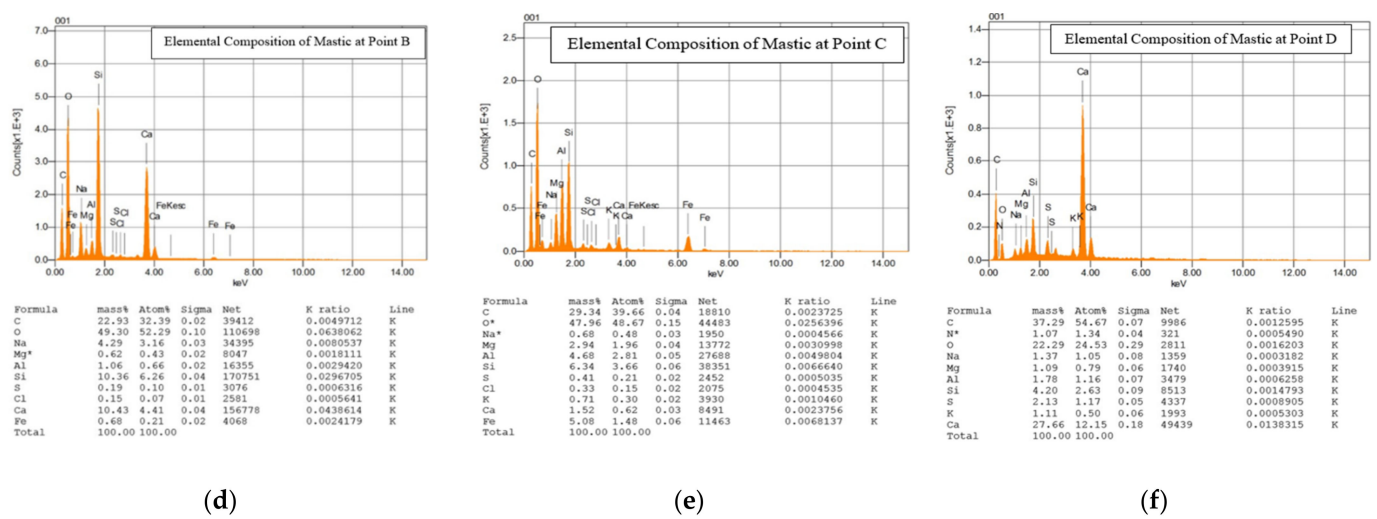 001
Elemental Composition of Mastic at Point B
7.0
6.0
5.0
4.0
3.0
2.0
1.0
0.0
Counts[x1.E+3]
C
O
Fe
Fe
Na
Mg
Al
Si
S
S
Cl
Cl
Ca
Ca
FeKesc
Fe
Fe
0.00 2.00 4.00 6.00 8.00 10.00 12.00 14.00
keV
Formula mass% Atom% Sigma Net K ratio Line
C 22.93 32.39 0.02 39412 0.0049712 K
O 49.30 52.29 0.10 110698 0.0638062 K
Na 4.29 3.16 0.03 34395 0.0080537 K
Mg* 0.62 0.43 0.02 8047 0.0018111 K
Al 1.06 0.66 0.02 16355 0.0029420 K
Si 10.36 6.26 0.04 170751 0.0296705 K
S 0.19 0.10 0.01 3076 0.0006316 K
Cl 0.15 0.07 0.01 2581 0.0005641 K
Ca 10.43 4.41 0.04 156778 0.0438614 K
Fe 0.68 0.21 0.02 4068 0.0024179 K
Total 100.00 100.00
(d)
001
Elemental Composition of Mastic at Point C
2.5
2.0
1.5
1.0
0.5
0.0
Counts[x1.E+3]
C
O
Fe
Fe
Na
Mg
Al
Si
S
S
Cl
Cl
K
K
Ca
Ca
FeKesc
Fe
Fe
0.00 2.00 4.00 6.00 8.00 10.00 12.00 14.00
keV
Formula mass% Atom% Sigma Net K ratio Line
C 29.34 39.66 0.04 18810 0.0023725 K
O* 47.96 48.67 0.15 44483 0.0256396 K
Na* 0.68 0.48 0.03 1950 0.0004566 K
Mg 2.94 1.96 0.04 13772 0.0030998 K
Al 4.68 2.81 0.05 27688 0.0049804 K
Si 6.34 3.66 0.06 38351 0.0066640 K
S 0.41 0.21 0.02 2452 0.0005035 K
Cl 0.33 0.15 0.02 2075 0.0004535 K
K 0.71 0.30 0.02 3930 0.0010460 K
Ca 1.52 0.62 0.03 8491 0.0023756 K
Fe 5.08 1.48 0.06 11463 0.0068137 K
Total 100.00 100.00
(e)
001
Elemental Composition of Mastic at Point D
1.4
1.2
1.0
0.8
0.6
0.4
0.2
0.0
Counts[x1.E+3]
C
N
O
Na
Mg
Al
Si
S
S
K
K
Ca
Ca
0.00 2.00 4.00 6.00 8.00 10.00 12.00 14.00
keV
Formula mass% Atom% Sigma Net K ratio Line
C 37.29 54.67 0.07 9986 0.0012595 K
N* 1.07 1.34 0.04 321 0.0005490 K
O 22.29 24.53 0.29 2811 0.0016203 K
Na 1.37 1.05 0.08 1359 0.0003182 K
Mg 1.09 0.79 0.06 1740 0.0003915 K
Al 1.78 1.16 0.07 3479 0.0006258 K
Si 4.20 2.63 0.09 8513 0.0014793 K
S 2.13 1.17 0.05 4337 0.0008905 K
K 1.11 0.50 0.06 1993 0.0005303 K
Ca 27.66 12.15 0.18 49439 0.0138315 K
Total 100.00 100.00
(f)